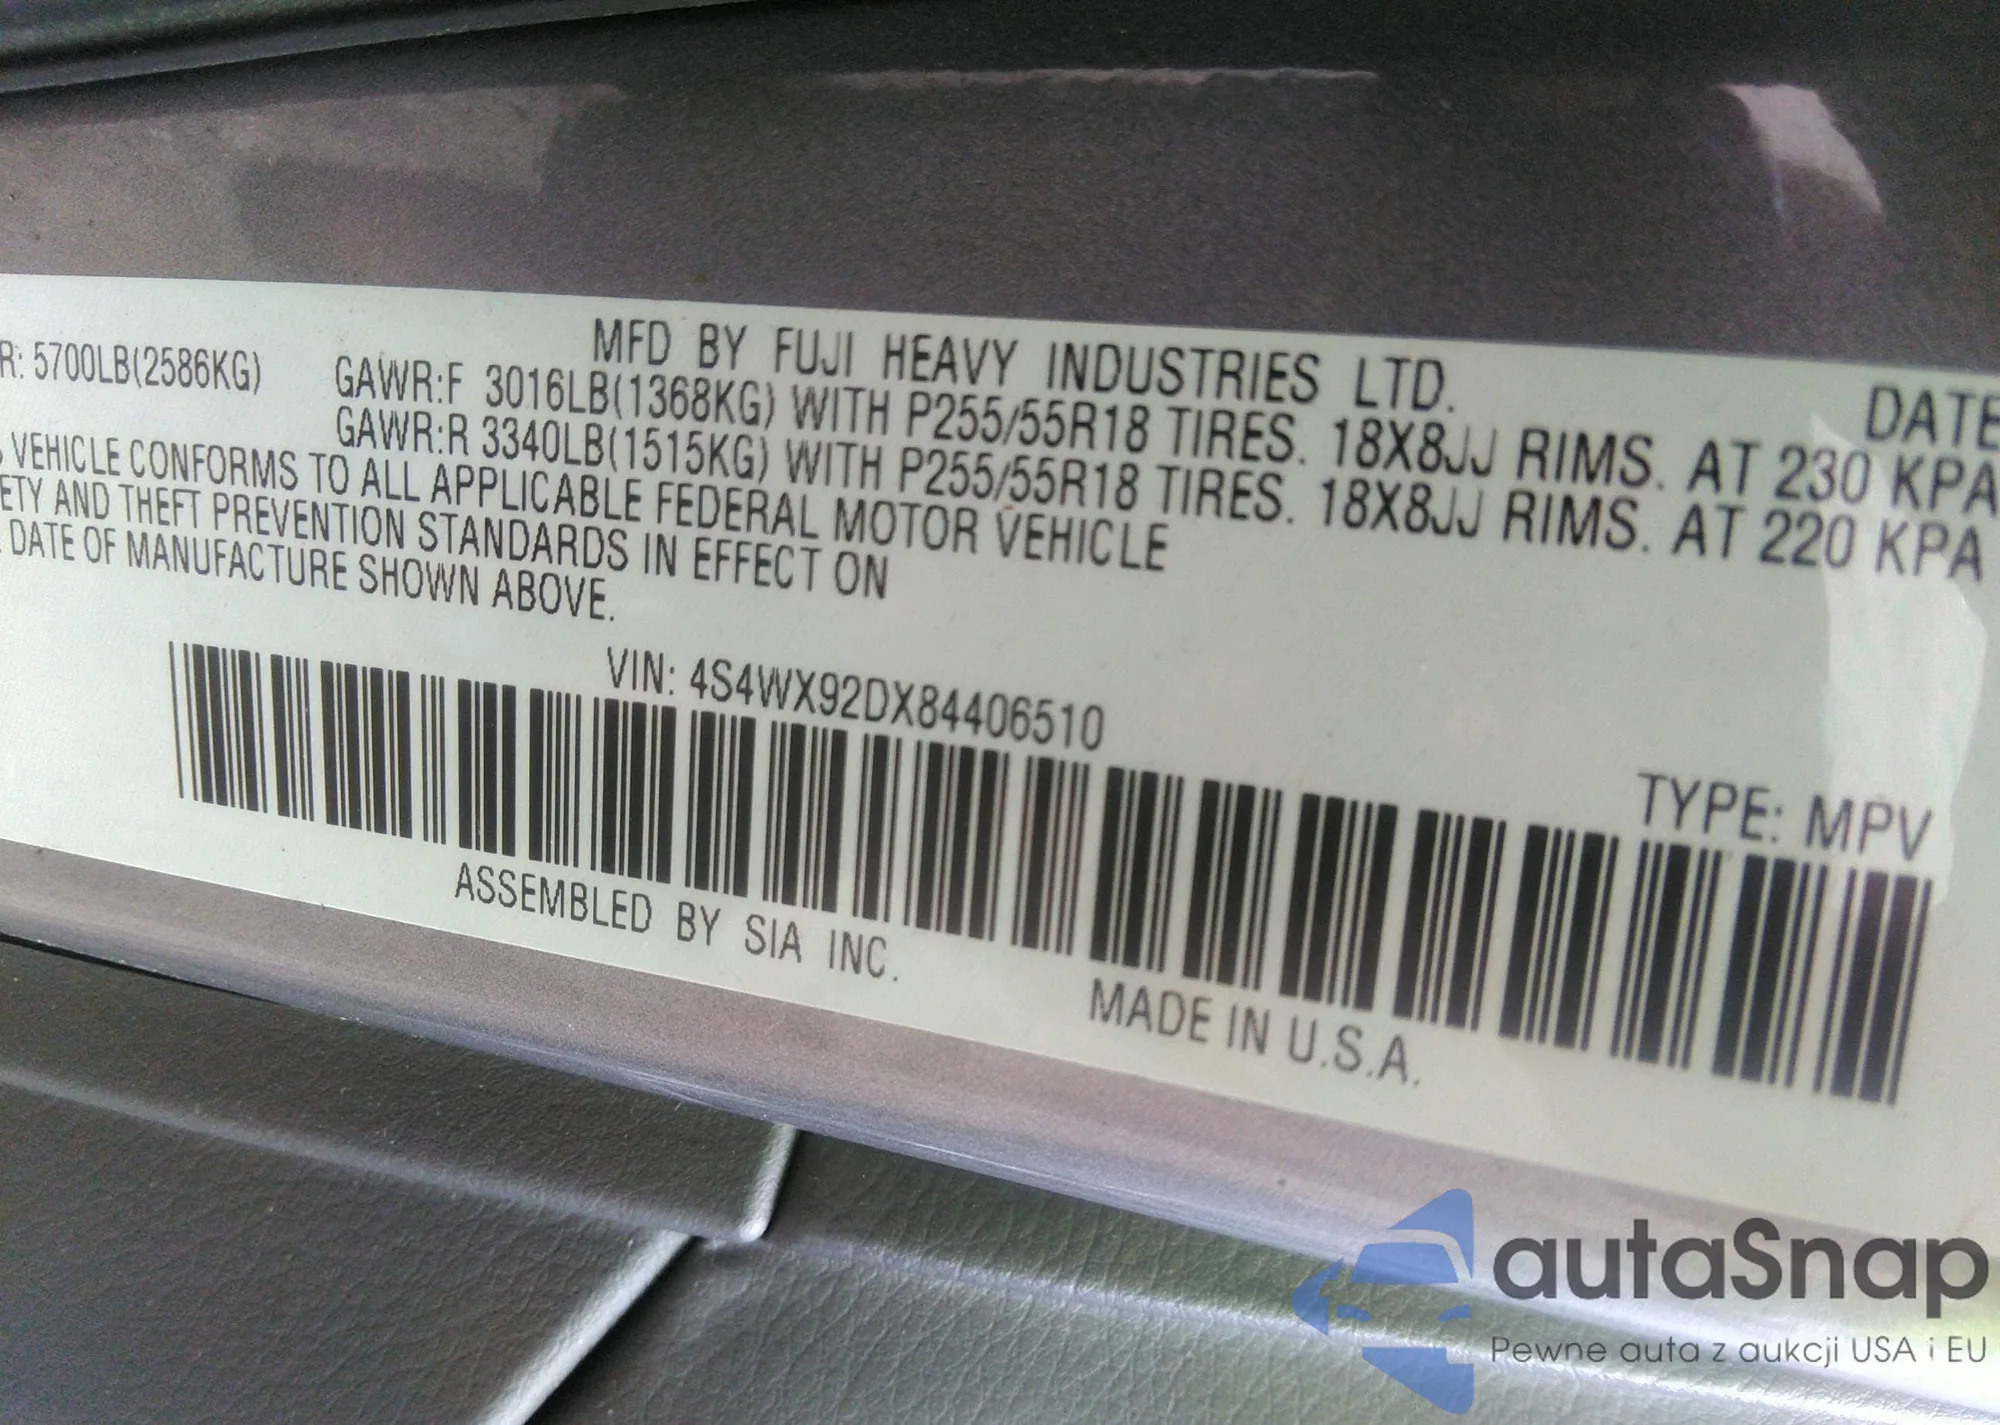 MFD BY FUJI HEAVY INDUSTRIES LTD. DATE
R: 5700LB(2586KG) GAWR:F 3016LB(1368KG) WITH P255/55R18 TIRES. 18X8JJ RIMS. AT 230 KPA
GAWR:R 3340LB(1515KG) WITH P255/55R18 TIRES. 18X8JJ RIMS. AT 220 KPA
VEHICLE CONFORMS TO ALL APPLICABLE FEDERAL MOTOR VEHICLE
ETY AND THEFT PREVENTION STANDARDS IN EFFECT ON
DATE OF MANUFACTURE SHOWN ABOVE.
VIN: 4S4WX92DX84406510
TYPE: MPV
ASSEMBLED BY SIA INC.
MADE IN U.S.A.
autaSnap
Pewne auta z aukcji USA i EU